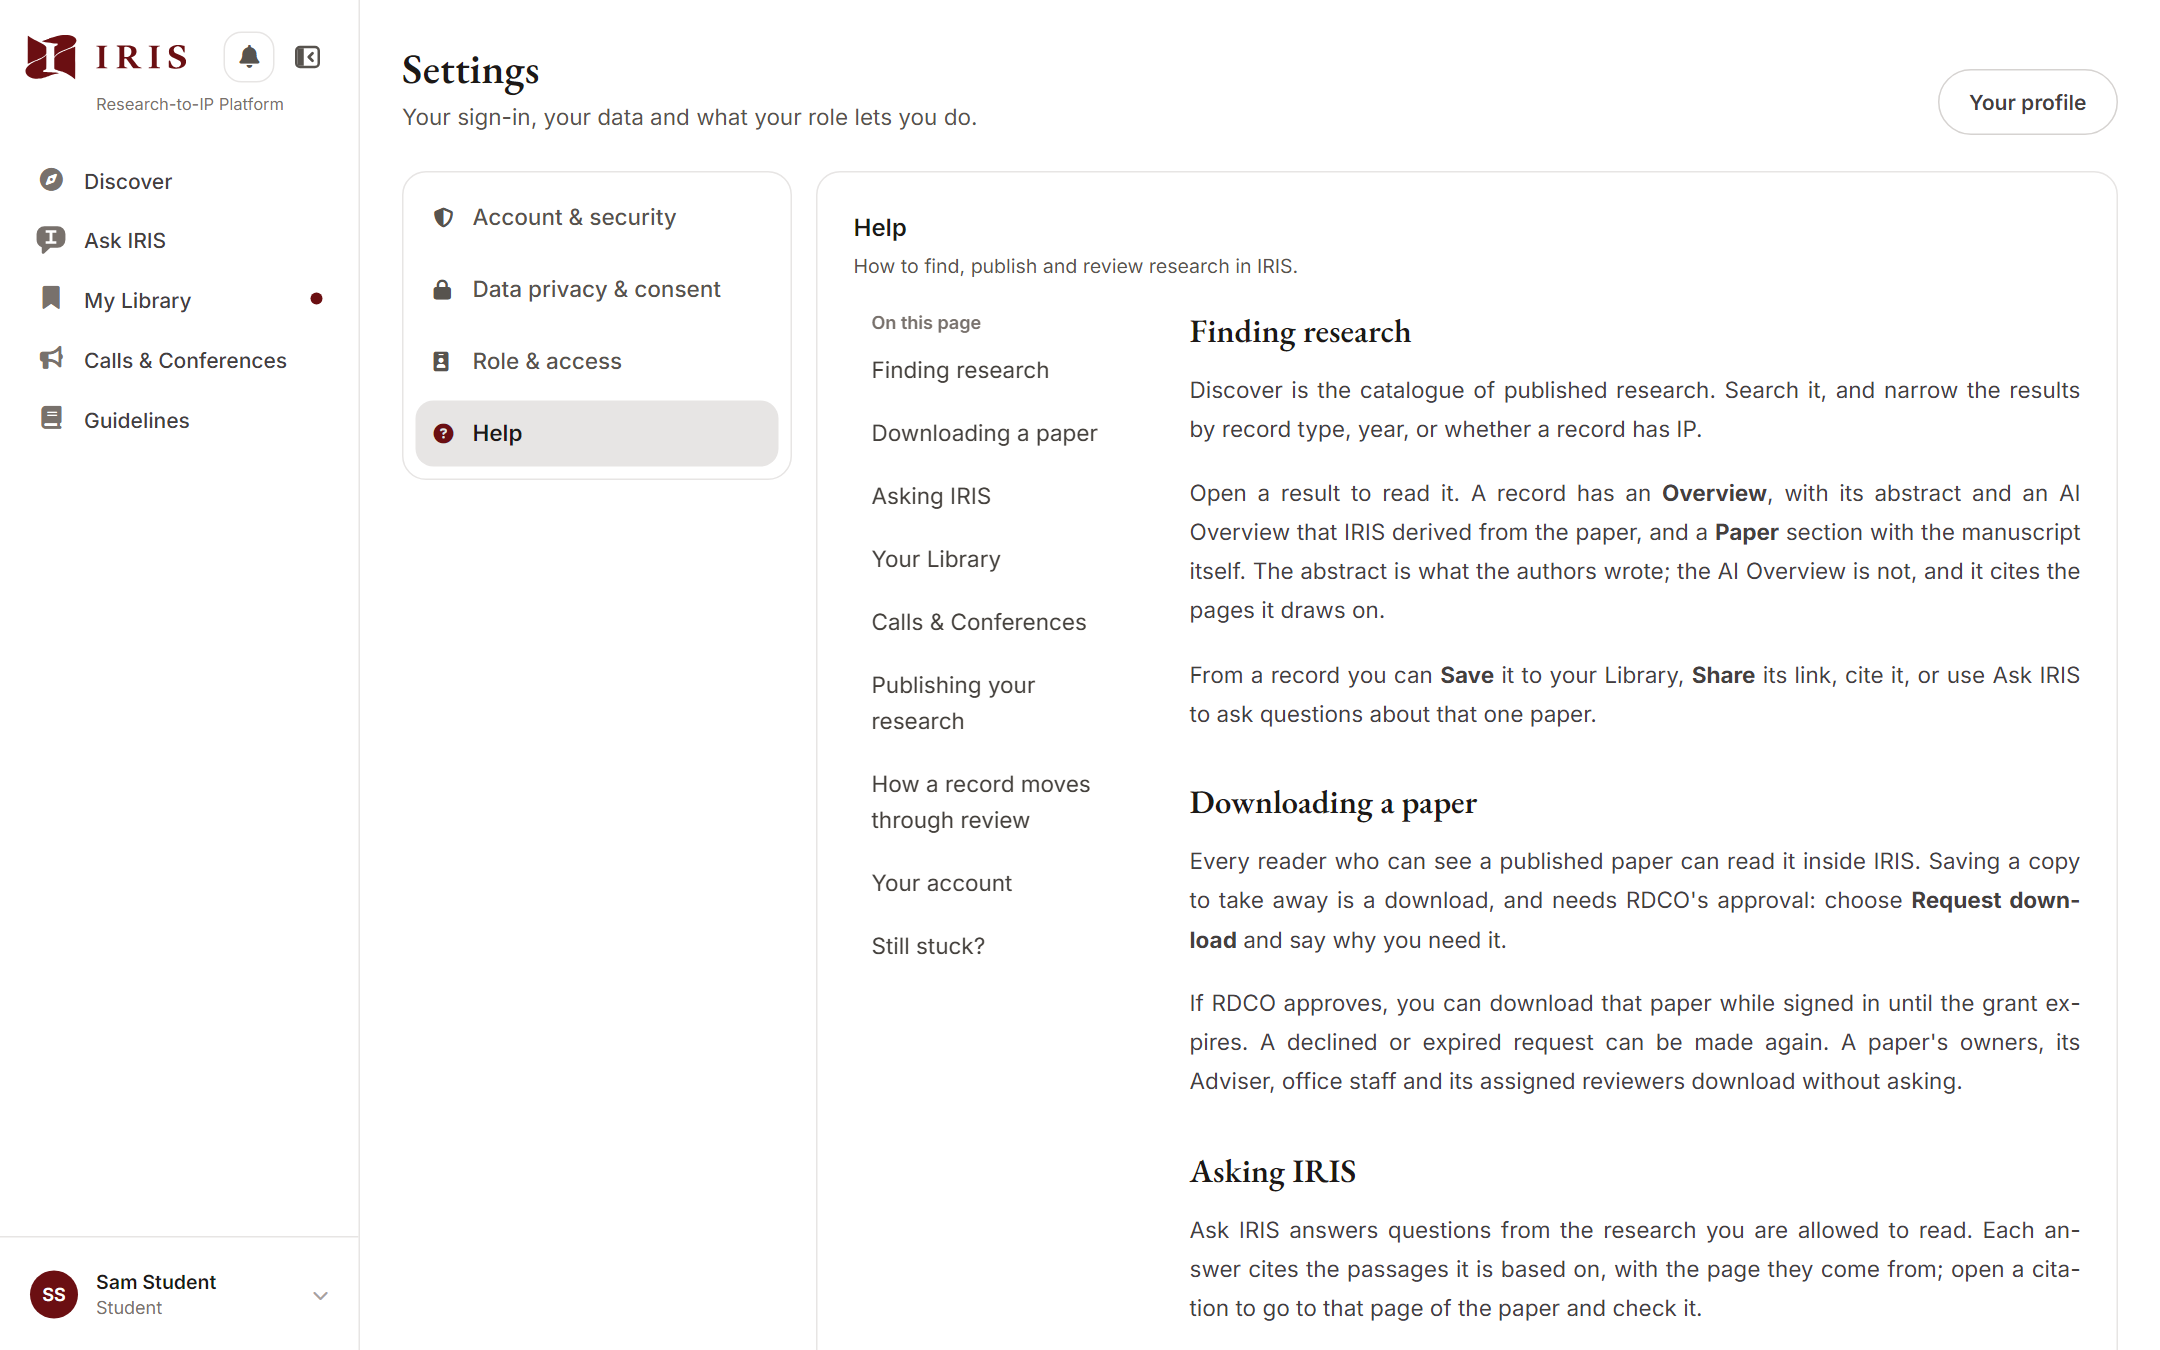 IRIS
Research-to-IP Platform
Discover
Ask IRIS
My Library
Calls & Conferences
Guidelines
Sam Student
Student
SS
Settings
Your sign-in, your data and what your role lets you do.
Your profile
Account & security
Data privacy & consent
Role & access
Help
Help
How to find, publish and review research in IRIS.
On this page
Finding research
Downloading a paper
Asking IRIS
Your Library
Calls & Conferences
Publishing your
research
How a record moves
through review
Your account
Still stuck?
Finding research
Discover is the catalogue of published research. Search it, and narrow the results
by record type, year, or whether a record has IP.
Open a result to read it. A record has an Overview, with its abstract and an AI
Overview that IRIS derived from the paper, and a Paper section with the manuscript
itself. The abstract is what the authors wrote; the AI Overview is not, and it cites the
pages it draws on.
From a record you can Save it to your Library, Share its link, cite it, or use Ask IRIS
to ask questions about that one paper.
Downloading a paper
Every reader who can see a published paper can read it inside IRIS. Saving a copy
to take away is a download, and needs RDCO's approval: choose Request down-
load and say why you need it.
If RDCO approves, you can download that paper while signed in until the grant ex-
pires. A declined or expired request can be made again. A paper's owners, its
Adviser, office staff and its assigned reviewers download without asking.
Asking IRIS
Ask IRIS answers questions from the research you are allowed to read. Each an-
swer cites the passages it is based on, with the page they come from; open a cita-
tion to go to that page of the paper and check it.